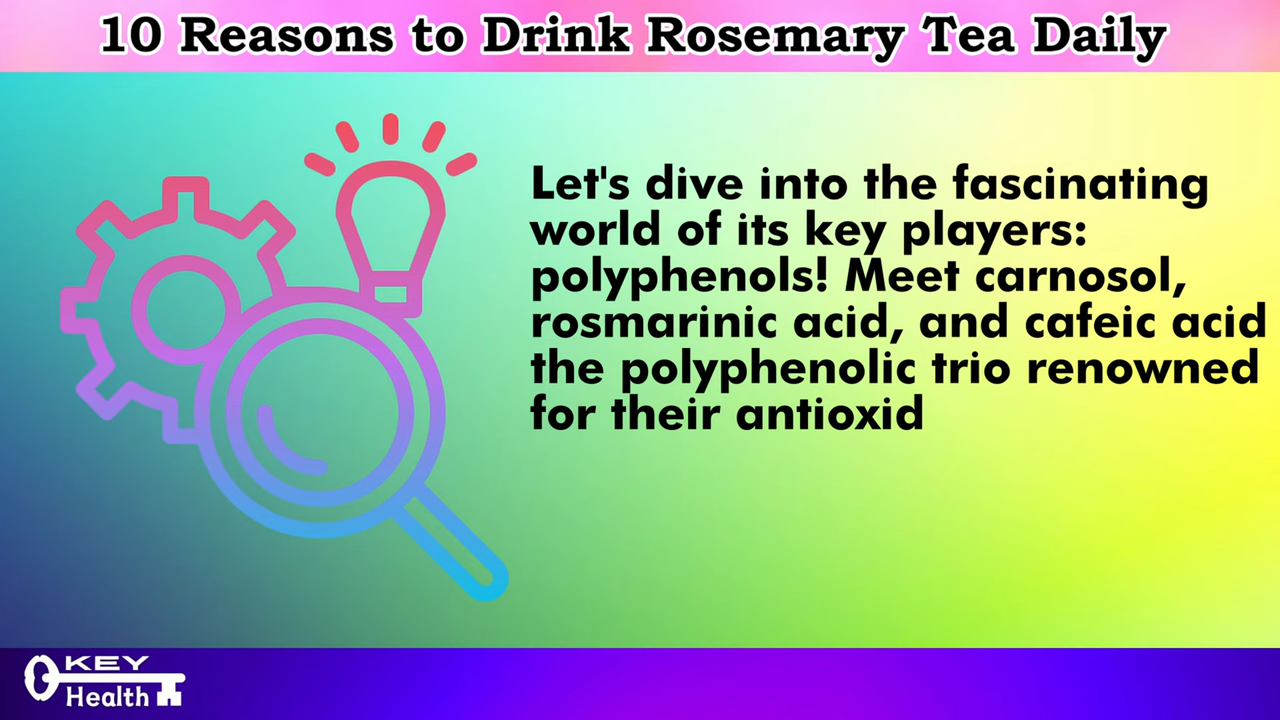 10 Reasons to Drink Rosemary Tea Daily
Let's dive into the fascinating
world of its key players:
polyphenols! Meet carnosol,
rosmarinic acid, and cafeic acid
the polyphenolic trio renowned
for their antioxid
KEY
Health